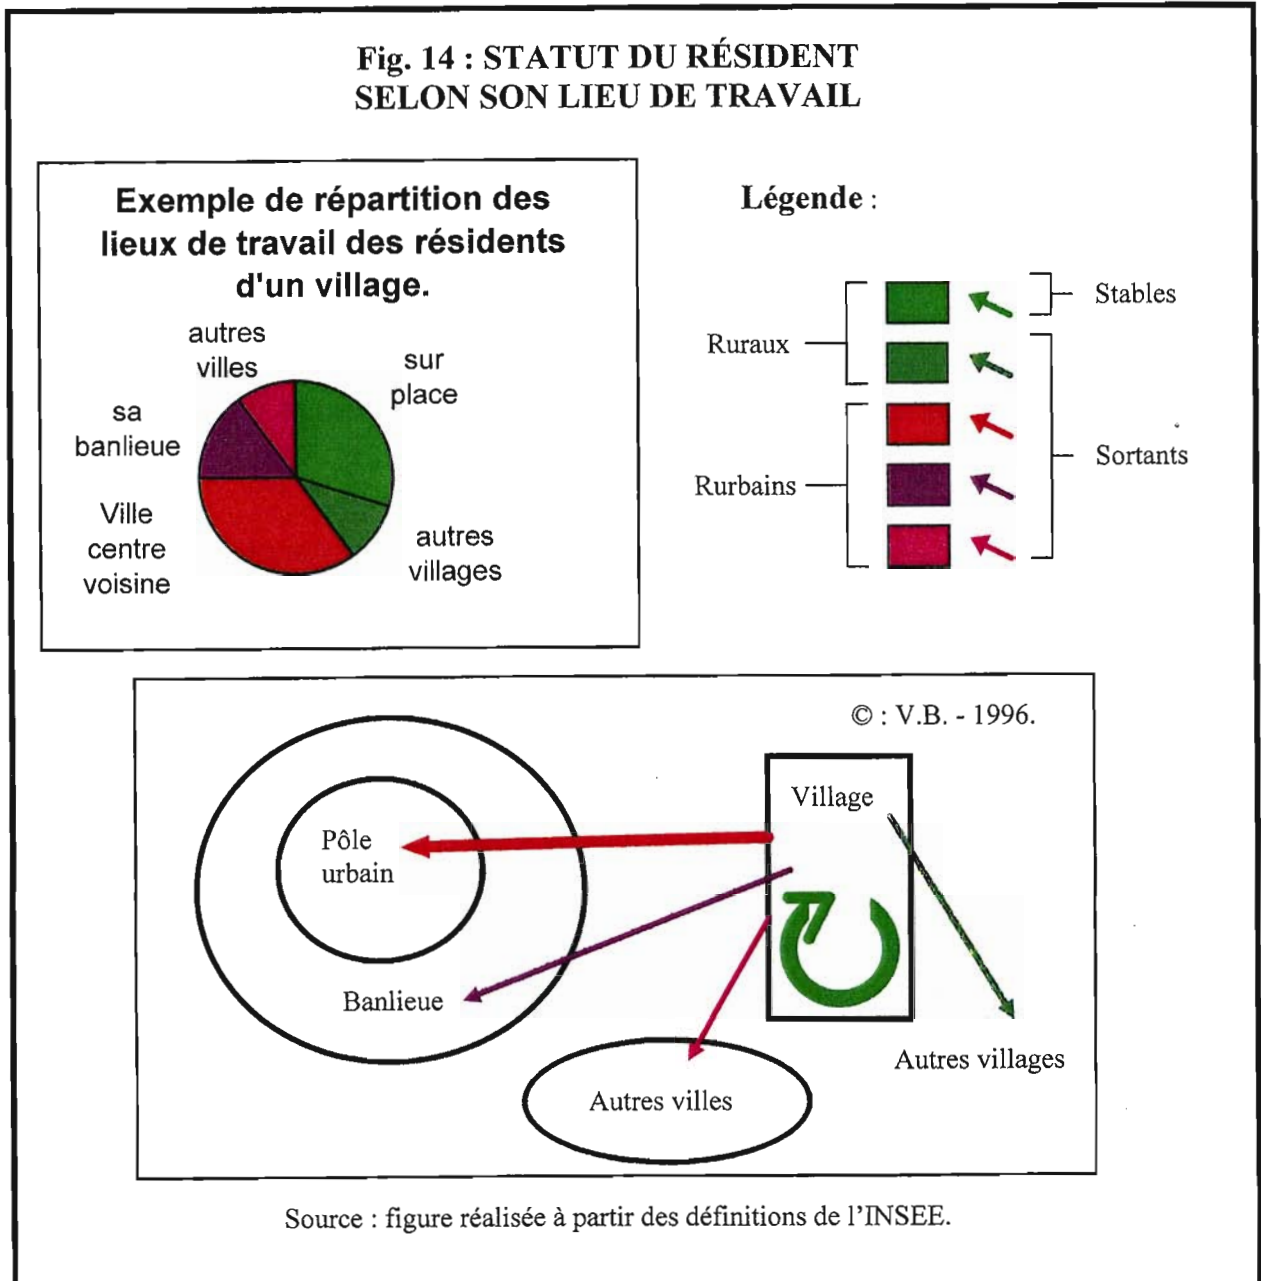 Fig. 14 : STATUT DU RÉSIDENT
SELON SON LIEU DE TRAVAIL
Exemple de répartition des
lieux de travail des résidents
d'un village.
autres
villes
sur
place
sa
banlieue
Ville
centre
voisine
autres
villages
Légende :
Ruraux
Rurbains
Stables
Sortants
© : V.B. - 1996.
Village
Pôle
urbain
Banlieue
Autres villages
Autres villes
Source : figure réalisée à partir des définitions de l'INSEE.